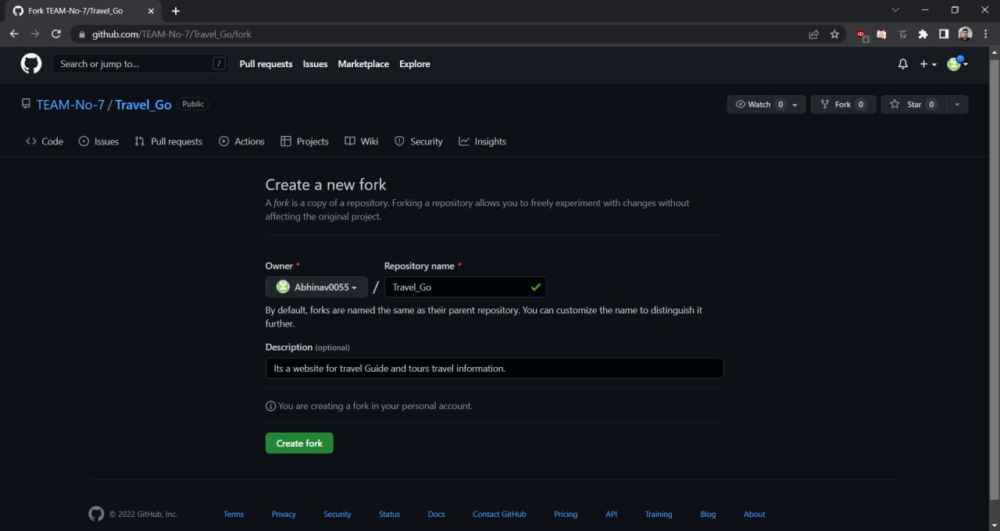 Fork TEAM-No-7/Travel_Go
github.com/TEAM-No-7/Travel_Go/fork
Search or jump to... /
Pull requests Issues Marketplace Explore
TEAM-No-7 / Travel_Go Public
Watch 0 Fork 0 Star 0
Code Issues Pull requests Actions Projects Wiki Security Insights
Create a new fork
A fork is a copy of a repository. Forking a repository allows you to freely experiment with changes without
affecting the original project.
Owner * Repository name *
Abhinav0055 / Travel_Go
By default, forks are named the same as their parent repository. You can customize the name to distinguish it
further.
Description (optional)
Its a website for travel Guide and tours travel information.
You are creating a fork in your personal account.
Create fork
© 2022 GitHub, Inc. Terms Privacy Security Status Docs Contact GitHub Pricing API Training Blog About